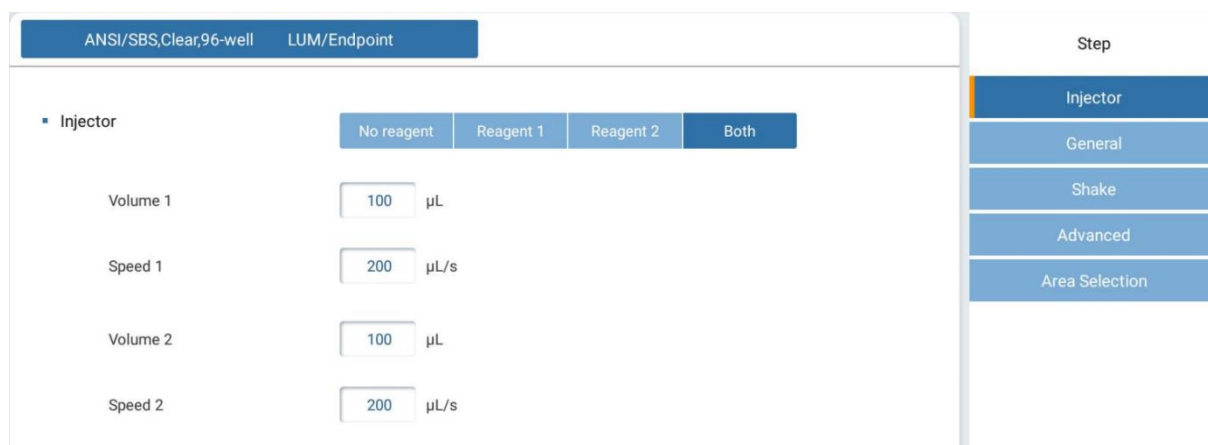 ANSI/SBS,Clear,96-well LUM/Endpoint
Injector
No reagent Reagent 1 Reagent 2 Both
Volume 1 100 µL
Speed 1 200 µL/s
Volume 2 100 µL
Speed 2 200 µL/s
Step
Injector
General
Shake
Advanced
Area Selection